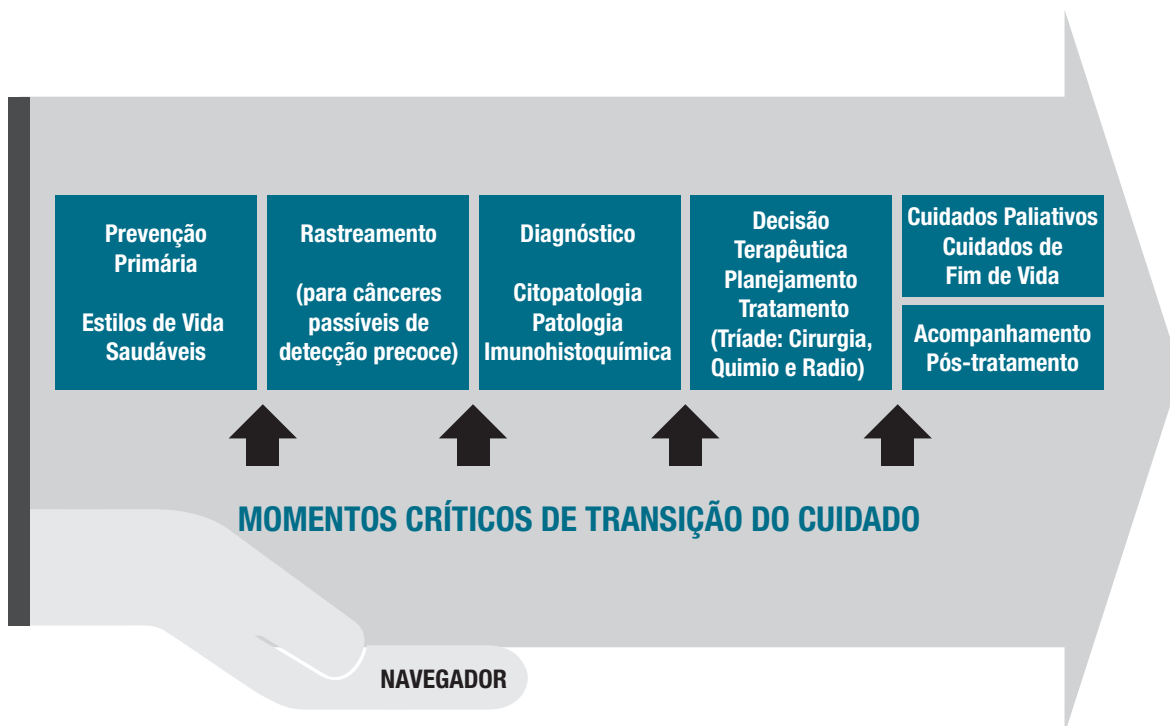 Prevenção
Primária
Estilos de Vida
Saudáveis
Rastreamento
(para cânceres
passíveis de
detecção precoce)
Diagnóstico
Citopatologia
Patologia
Imunohistoquímica
Decisão
Terapêutica
Planejamento
Tratamento
(Tríade: Cirurgia,
Quimio e Radio)
Cuidados Paliativos
Cuidados de
Fim de Vida
Acompanhamento
Pós-tratamento
MOMENTOS CRÍTICOS DE TRANSIÇÃO DO CUIDADO
NAVEGADOR